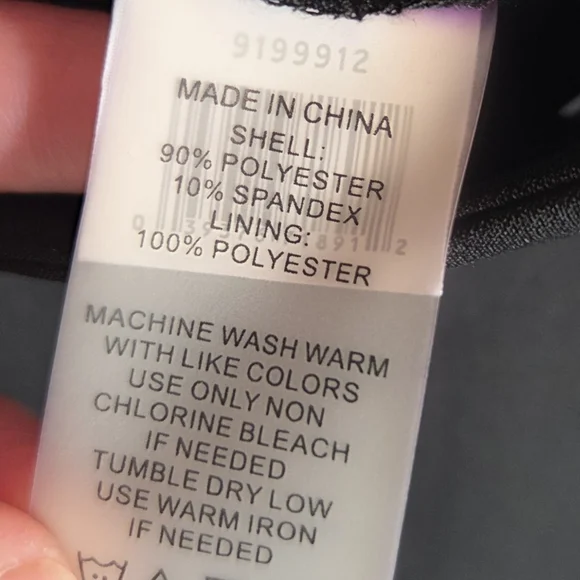 9199912
MADE IN CHINA
SHELL:
90% POLYESTER
10% SPANDEX
LINING:
100% POLYESTER
MACHINE WASH WARM
WITH LIKE COLORS
USE ONLY NON
CHLORINE BLEACH
IF NEEDED
TUMBLE DRY LOW
USE WARM IRON
IF NEEDED